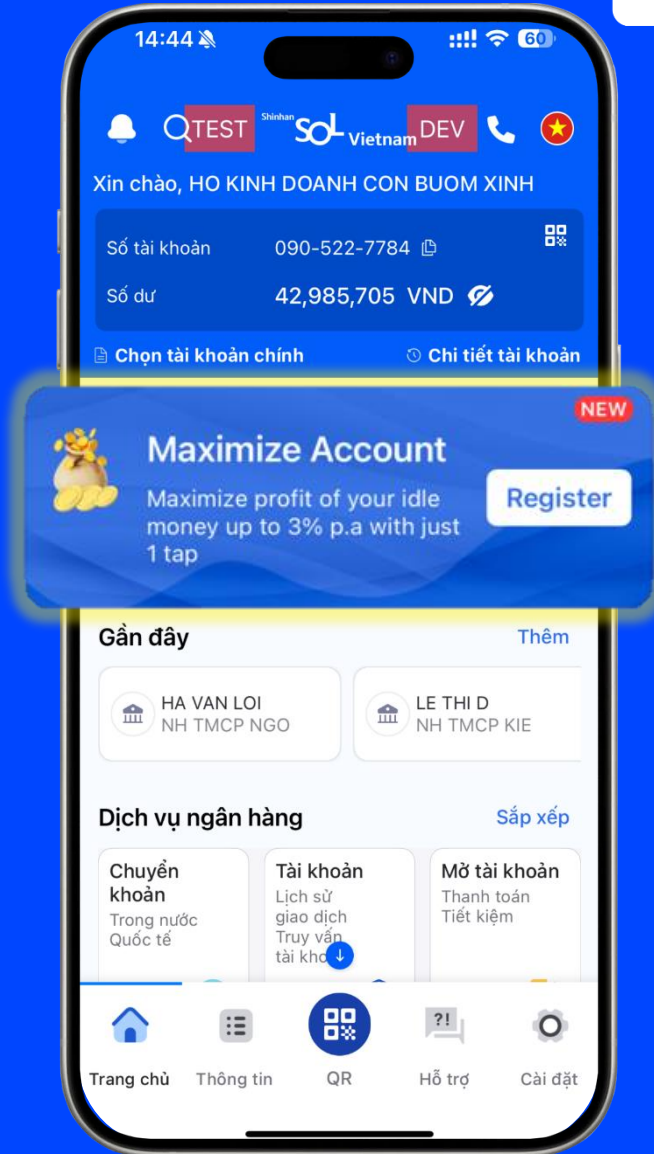 14:44
60
TEST
Shinhan SOL Vietnam
DEV
Xin chào, HO KINH DOANH CON BUOM XINH
Số tài khoản 090-522-7784
Số dư 42,985,705 VND
Chọn tài khoản chính Chi tiết tài khoản
NEW
Maximize Account
Maximize profit of your idle
money up to 3% p.a with just
1 tap
Register
Gần đây Thêm
HA VAN LOI
NH TMCP NGO
LE THI D
NH TMCP KIE
Dịch vụ ngân hàng Sắp xếp
Chuyển
khoản
Trong nước
Quốc tế
Tài khoản
Lịch sử
giao dịch
Truy vấn
tài kho
Mở tài khoản
Thanh toán
Tiết kiệm
?!
Trang chủ Thông tin QR Hỗ trợ Cài đặt